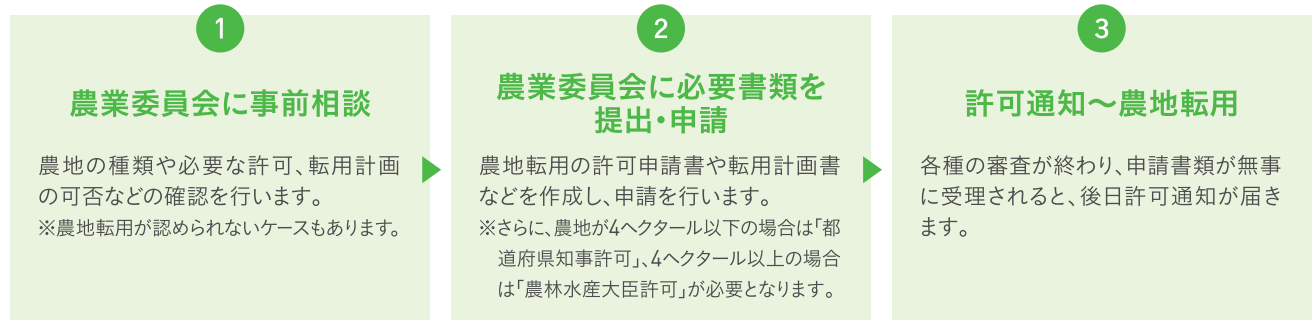 1
農業委員会に事前相談
農地の種類や必要な許可、転用計画
の可否などの確認を行います。
※農地転用が認められないケースもあります。
2
農業委員会に必要書類を
提出・申請
農地転用の許可申請書や転用計画書
などを作成し、申請を行います。
※さらに、農地が4ヘクタール以下の場合は「都
道府県知事許可」、4ヘクタール以上の場合
は「農林水産大臣許可」が必要となります。
3
許可通知〜農地転用
各種の審査が終わり、申請書類が無事
に受理されると、後日許可通知が届き
ます。